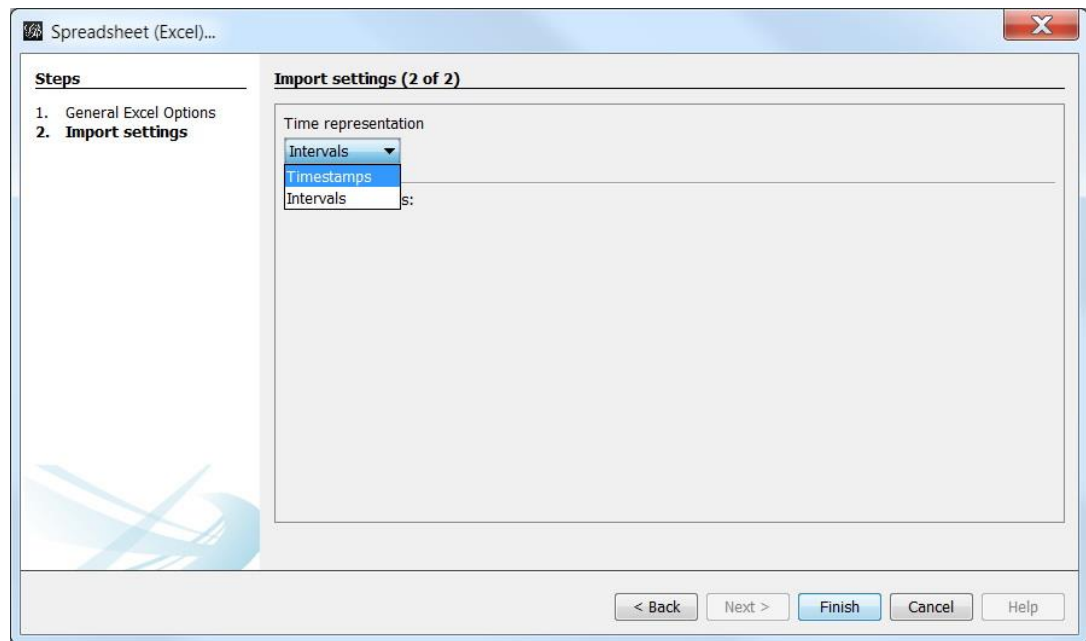 Spreadsheet (Excel)...
Steps
1. General Excel Options
2. Import settings
Import settings (2 of 2)
Time representation
Intervals
Timestamps
Intervals
s:
< Back
Next >
Finish
Cancel
Help